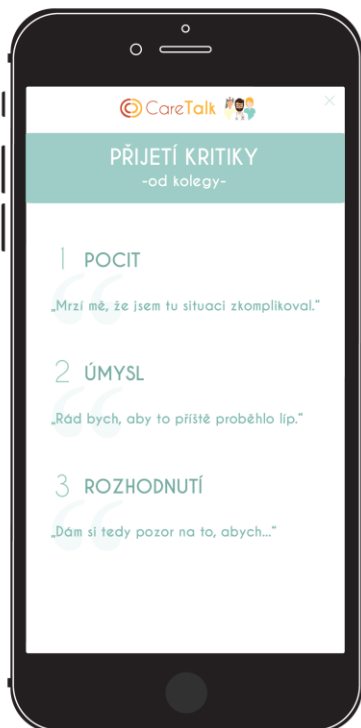 CareTalk
PŘIJETÍ KRITIKY
-od kolegy-
1 POCIT
„Mrzí mě, že jsem tu situaci zkomplikoval.“
2 ÚMYSL
„Rád bych, aby to příště proběhlo líp.“
3 ROZHODNUTÍ
„Dám si tedy pozor na to, abych...“